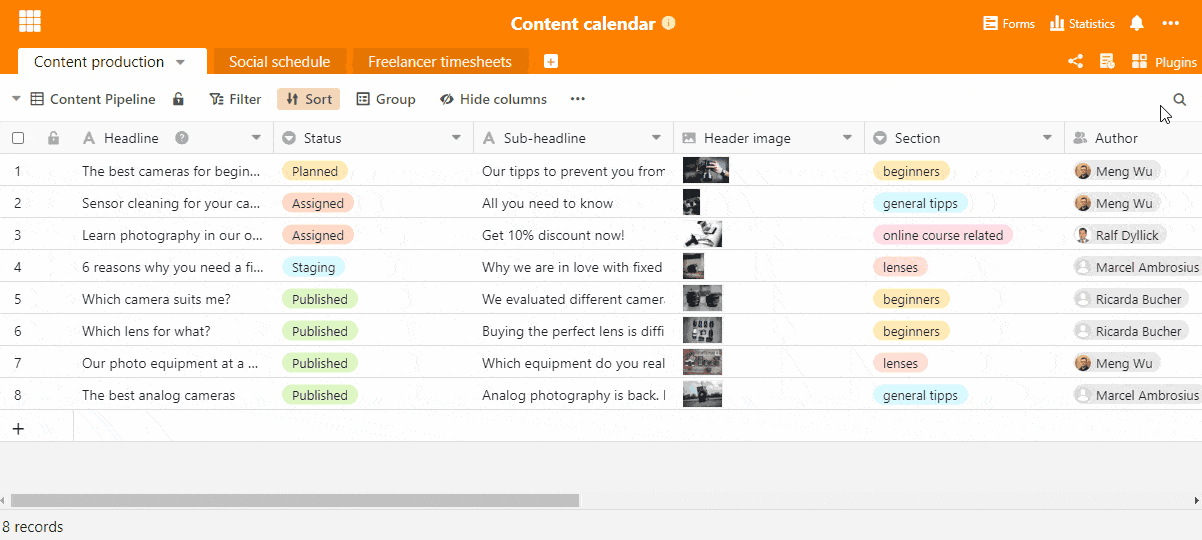 Content calendar
Forms Statistics
Content production Social schedule Freelancer timesheets Plugins
Content Pipeline Filter Sort Group Hide columns
Headline Status Sub-headline Header image Section Author
1 The best cameras for begin... Planned Our tipps to prevent you from beginners Meng Wu
2 Sensor cleaning for your ca... Assigned All you need to know general tipps Meng Wu
3 Learn photography in our o... Assigned Get 10% discount now! online course related Ralf Dyllick
4 6 reasons why you need a fi... Staging Why we are in love with fixed lenses Marcel Ambrosius
5 Which camera suits me? Published We evaluated different camera beginners Ricarda Bucher
6 Which lens for what? Published Buying the perfect lens is diffi beginners Ricarda Bucher
7 Our photo equipment at a ... Published Which equipment do you real lenses Meng Wu
8 The best analog cameras Published Analog photography is back. general tipps Marcel Ambrosius
8 records